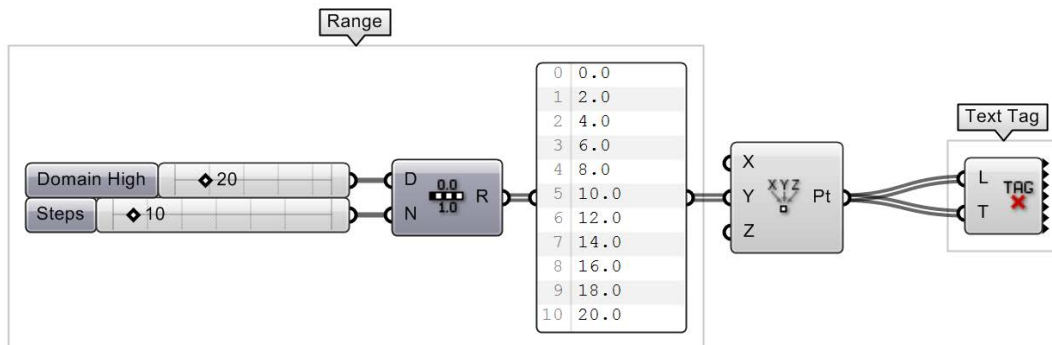 Range
0 0.0
1 2.0
2 4.0
3 6.0
4 8.0
5 10.0
6 12.0
7 14.0
8 16.0
9 18.0
10 20.0
Domain High 20
Steps 10
D
N
0.0
1.0
R
X
Y
Z
XYZ
Pt
Text Tag
L
T
TAG